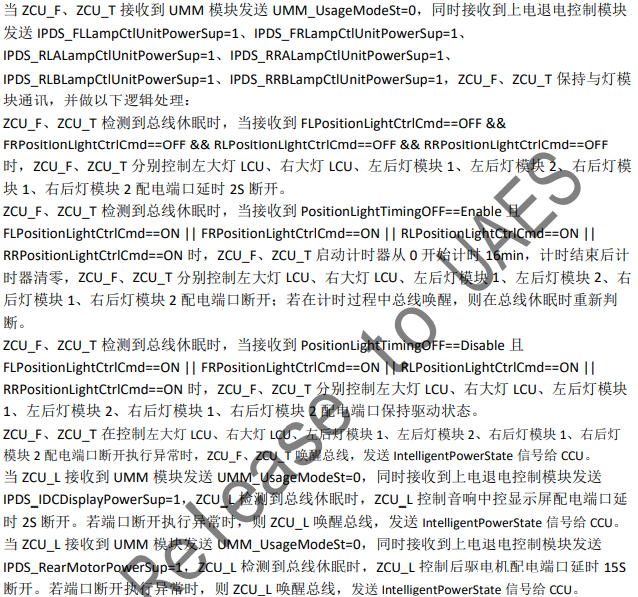 当 ZCU_F、ZCU_T 接收到 UMM 模块发送 UMM_UsageModeSt=0，同时接收到上电退电控制模块
发送 IPDS_FLLampCtlUnitPowerSup=1、IPDS_FRLampCtlUnitPowerSup=1、
IPDS_RLALampCtlUnitPowerSup=1、IPDS_RRALampCtlUnitPowerSup=1、
IPDS_RLBLampCtlUnitPowerSup=1、IPDS_RRBLampCtlUnitPowerSup=1，ZCU_F、ZCU_T 保持与灯模
块通讯，并做以下逻辑处理：
ZCU_F、ZCU_T 检测到总线休眠时，当接收到 FLPositionLightCtrlCmd==OFF &&
FRPositionLightCtrlCmd==OFF && RLPositionLightCtrlCmd==OFF && RRPositionLightCtrlCmd==OFF
时，ZCU_F、ZCU_T 分别控制左大灯 LCU、右大灯 LCU、左后灯模块 1、左后灯模块 2、右后灯模
块 1、右后灯模块 2 配电端口延时 2S 断开。
ZCU_F、ZCU_T 检测到总线休眠时，当接收到 PositionLightTimingOFF==Enable 且
FLPositionLightCtrlCmd==ON || FRPositionLightCtrlCmd==ON || RLPositionLightCtrlCmd==ON ||
RRPositionLightCtrlCmd==ON 时，ZCU_F、ZCU_T 启动计时器从 0 开始计时 16min，计时结束后计
时器清零，ZCU_F、ZCU_T 分别控制左大灯 LCU、右大灯 LCU、左后灯模块 1、左后灯模块 2、右
后灯模块 1、右后灯模块 2 配电端口断开；若在计时过程中总线唤醒，则在总线休眠时重新判
断。
ZCU_F、ZCU_T 检测到总线休眠时，当接收到 PositionLightTimingOFF==Disable 且
FLPositionLightCtrlCmd==ON || FRPositionLightCtrlCmd==ON || RLPositionLightCtrlCmd==ON ||
RRPositionLightCtrlCmd==ON 时，ZCU_F、ZCU_T 分别控制左大灯 LCU、右大灯 LCU、左后灯模块
1、左后灯模块 2、右后灯模块 1、右后灯模块 2 配电端口保持驱动状态。
ZCU_F、ZCU_T 在控制左大灯 LCU、右大灯 LCU、左后灯模块 1、左后灯模块 2、右后灯模块 1、右后灯
模块 2 配电端口断开执行异常时，ZCU_F、ZCU_T 唤醒总线，发送 IntelligentPowerState 信号给 CCU。
当 ZCU_L 接收到 UMM 模块发送 UMM_UsageModeSt=0，同时接收到上电退电控制模块发送
IPDS_IDCDisplayPowerSup=1，ZCU_L 检测到总线休眠时，ZCU_L 控制音响中控显示屏配电端口延
时 2S 断开。若端口断开执行异常时，则 ZCU_L 唤醒总线，发送 IntelligentPowerState 信号给 CCU。
当 ZCU_L 接收到 UMM 模块发送 UMM_UsageModeSt=0，同时接收到上电退电控制模块发送
IPDS_RearMotorPowerSup=1，ZCU_L 检测到总线休眠时，ZCU_L 控制后驱电机配电端口延时 15S
断开。若端口断开执行异常时，则 ZCU_L 唤醒总线，发送 IntelligentPowerState 信号给 CCU。
Release to UAES